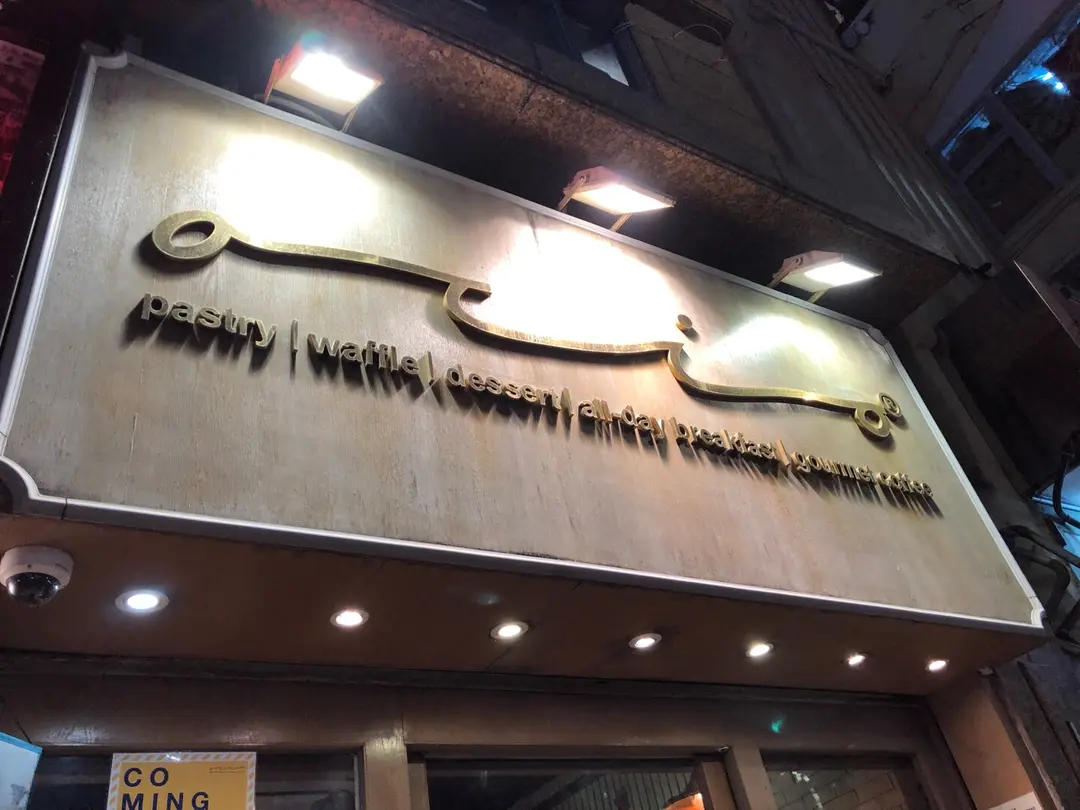 ®
pastry | waffle | dessert | all-day breakfast | gourmet coffee
CO
MING